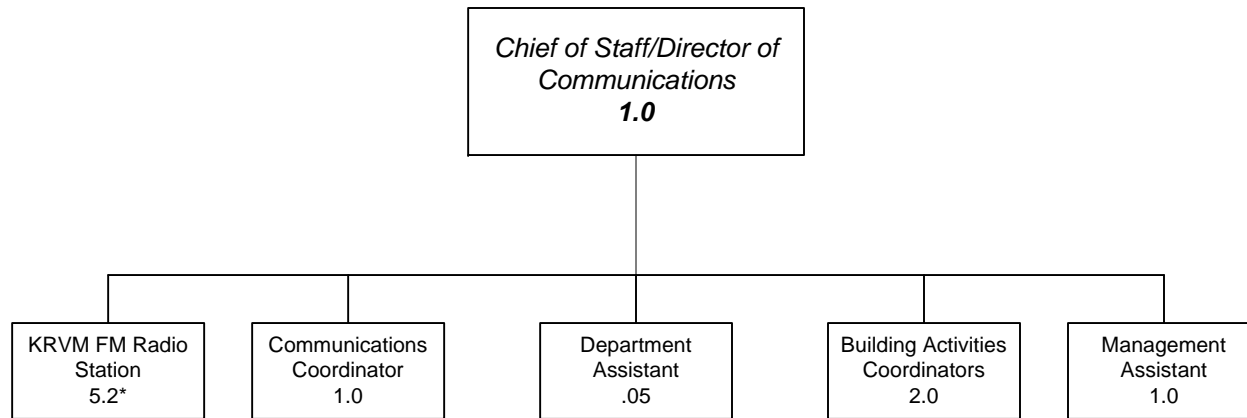 Chief of Staff/Director of
Communications
1.0
KRVM FM Radio
Station
5.2*
Communications
Coordinator
1.0
Department
Assistant
.05
Building Activities
Coordinators
2.0
Management
Assistant
1.0